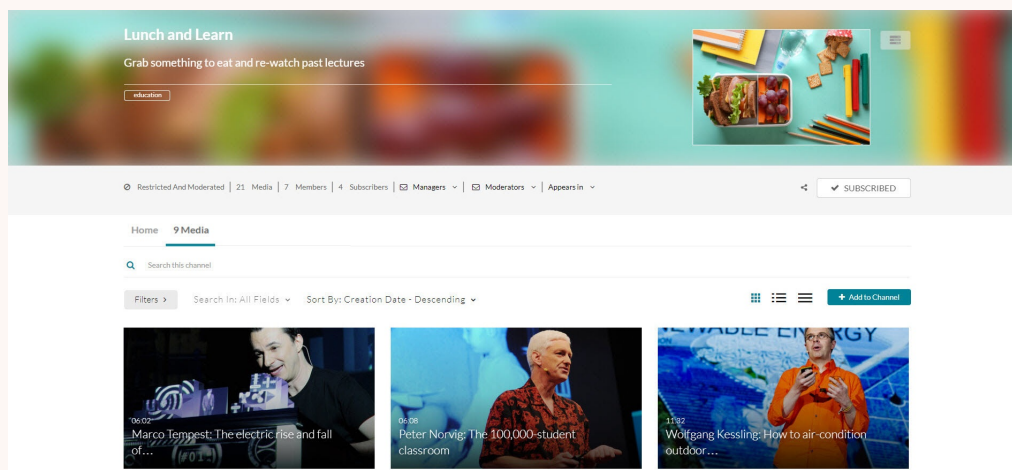 Lunch and Learn
Grab something to eat and re-watch past lectures
education
Restricted And Moderated | 21 Media | 7 Members | 4 Subscribers | Managers | Moderators | Appears in
SUBSCRIBED
Home 9 Media
Search this channel
Filters > Search In: All Fields Sort By: Creation Date - Descending
+ Add to Channel
06:02
Marco Tempest: The electric rise and fall
of...
06:08
Peter Norvig: The 100,000-student
classroom
EWABLE ENERGY
11:32
Wolfgang Kessling: How to air-condition
outdoor...